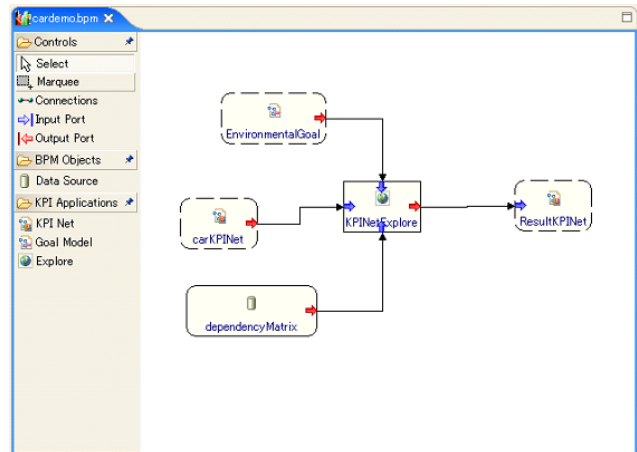 cardemo.bpm
Controls
Select
Marquee
Connections
Input Port
Output Port
BPM Objects
Data Source
KPI Applications
KPI Net
Goal Model
Explore
EnvironmentalGoal
carKPINet
KPINetExplore
ResultKPINet
dependencyMatrix